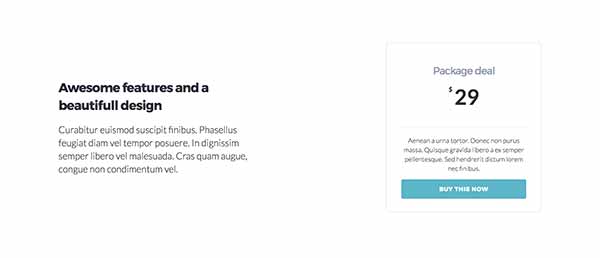 Awesome features and a
beautifull design
Curabitur euismod suscipit finibus. Phasellus
feugiat diam vel tempor posuere. In dignissim
semper libero vel malesuada. Cras quam augue,
congue non condimentum vel.
Package deal
$29
Aenean a urna tortor. Donec non purus
massa. Quisque gravida libero a ex semper
pellentesque. Sed hendrerit dictum lorem
nec finibus.
BUY THIS NOW